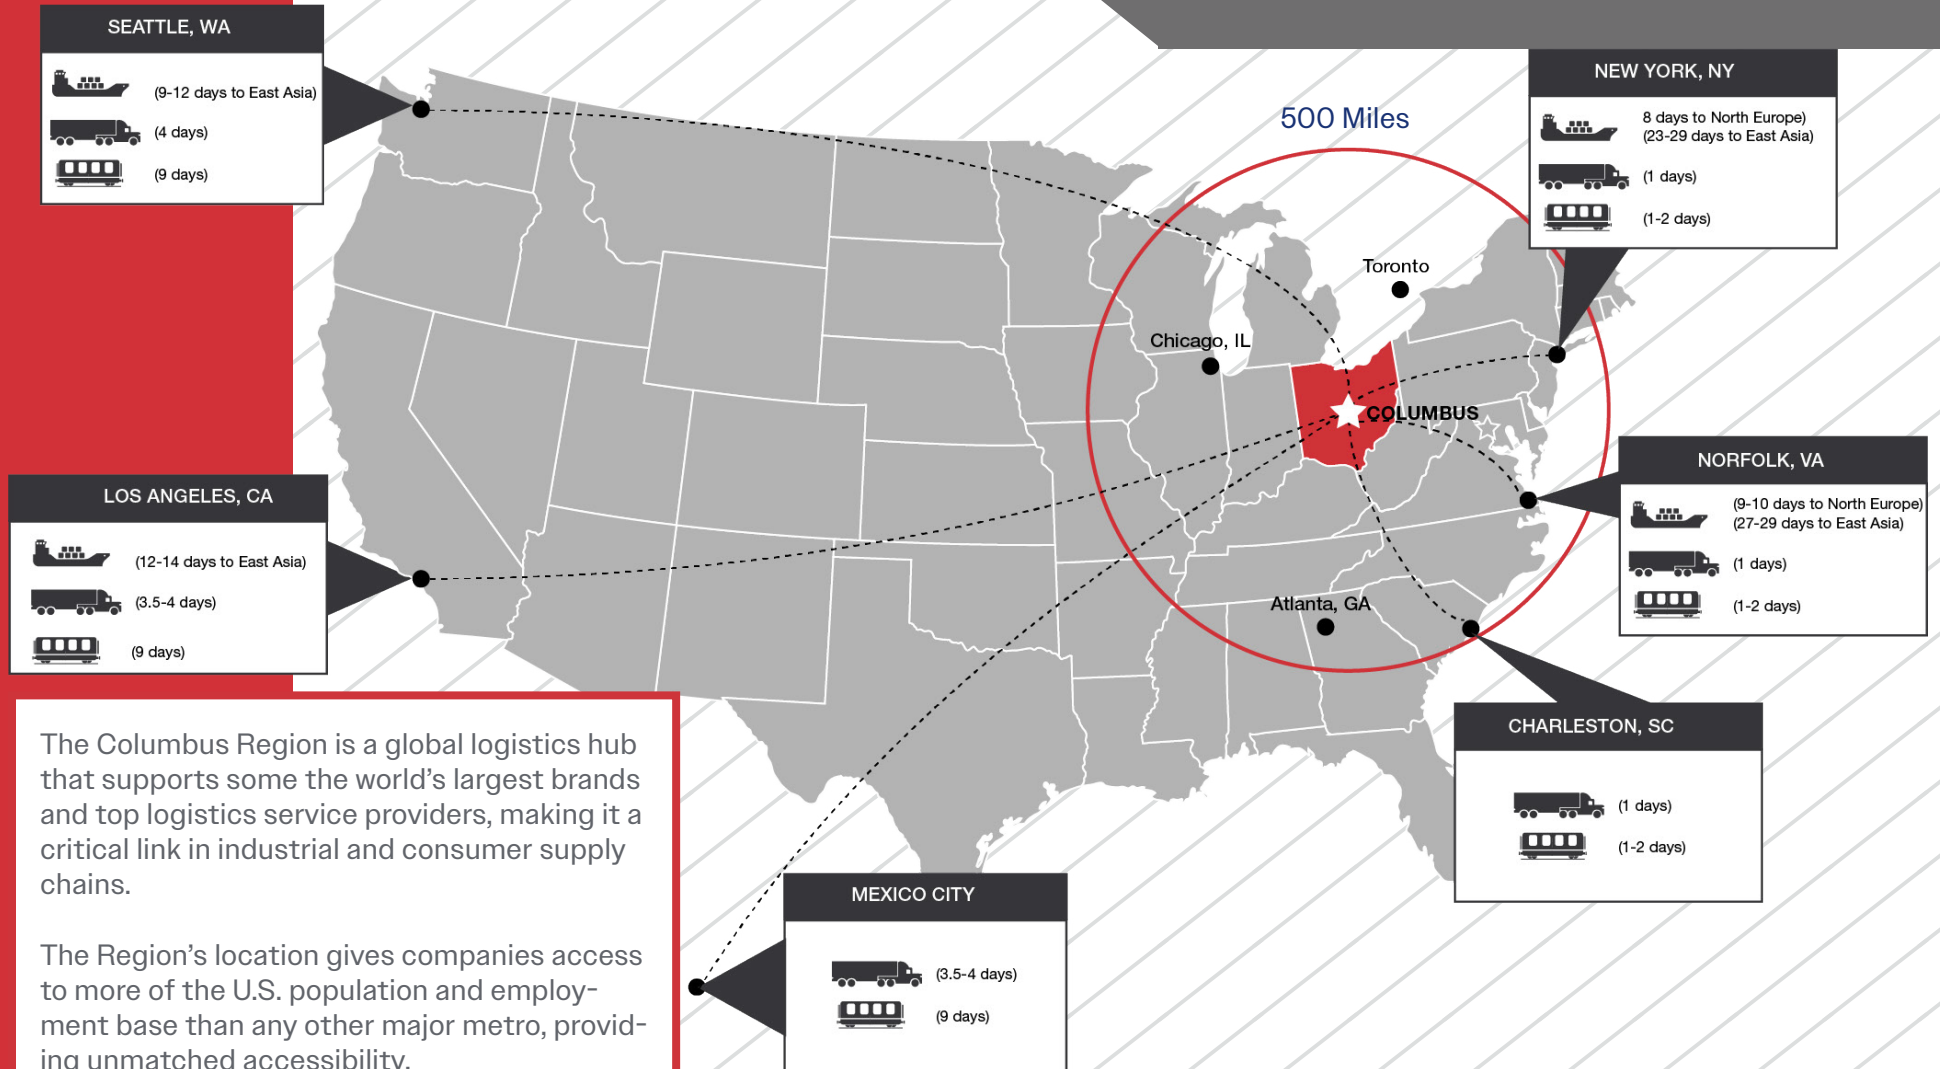 SEATTLE, WA
(9-12 days to East Asia)
(4 days)
(9 days)
500 Miles
NEW YORK, NY
8 days to North Europe)
(23-29 days to East Asia)
(1 days)
(1-2 days)
Toronto
Chicago, IL
COLUMBUS
Atlanta, GA
LOS ANGELES, CA
(12-14 days to East Asia)
(3.5-4 days)
(9 days)
NORFOLK, VA
(9-10 days to North Europe)
(27-29 days to East Asia)
(1 days)
(1-2 days)
CHARLESTON, SC
(1 days)
(1-2 days)
MEXICO CITY
(3.5-4 days)
(9 days)
The Columbus Region is a global logistics hub
that supports some the world's largest brands
and top logistics service providers, making it a
critical link in industrial and consumer supply
chains.
The Region's location gives companies access
to more of the U.S. population and employ-
ment base than any other major metro, provid-
ing unmatched accessibility.